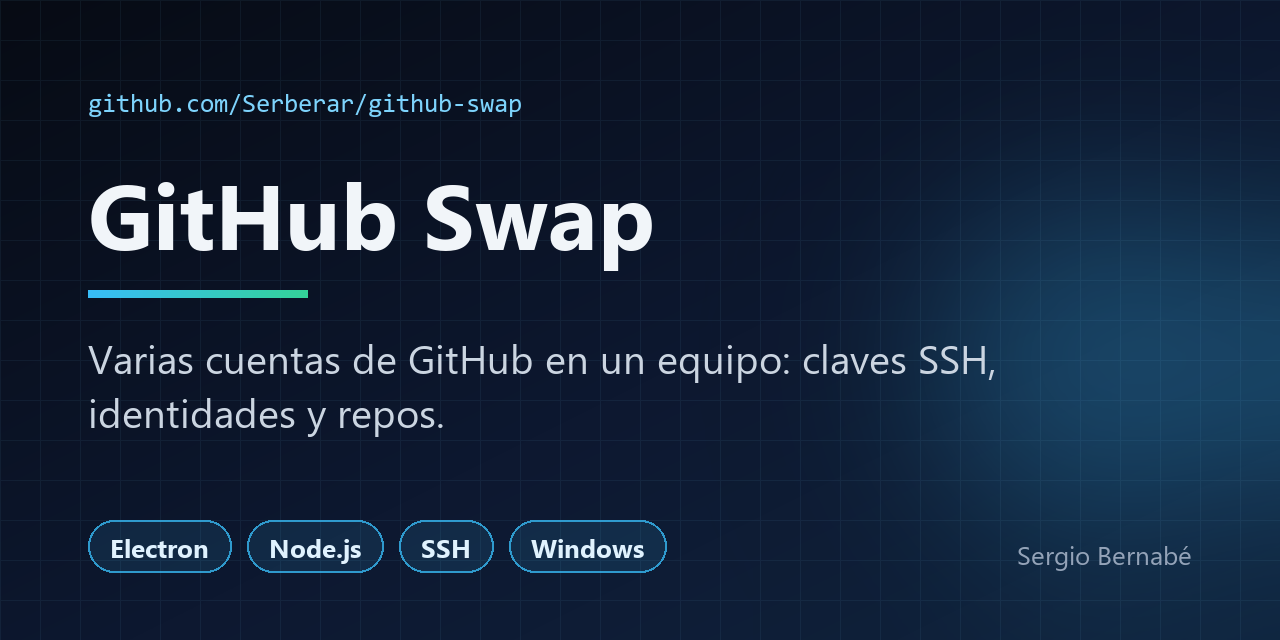 github.com/Serberar/github-swap
GitHub Swap
Varias cuentas de GitHub en un equipo: claves SSH,
identidades y repos.
Electron
Node.js
SSH
Windows
Sergio Bernabé